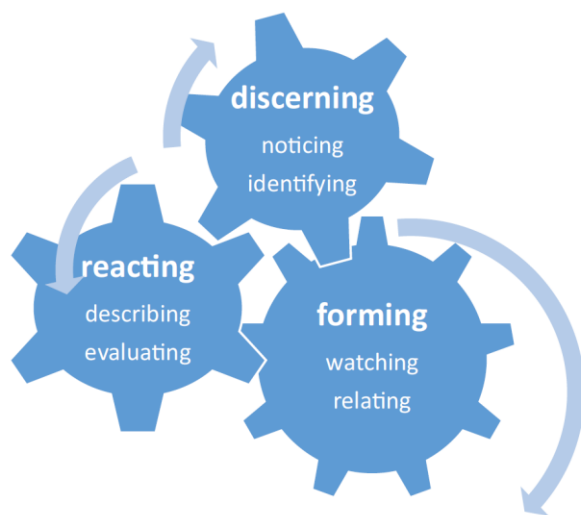 discerning
noticing
identifying
reacting
describing
evaluating
forming
watching
relating